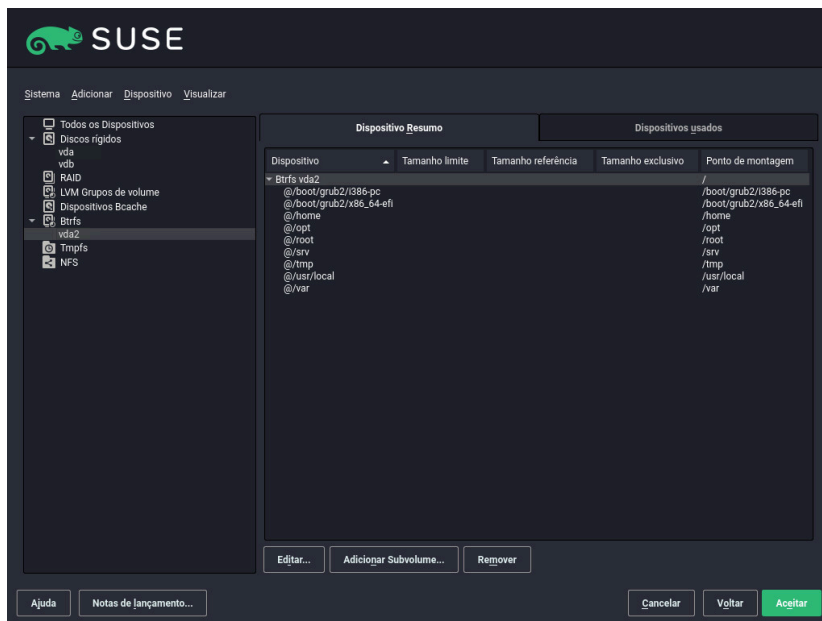 SUSE
Sistema Adicionar Dispositivo Visualizar
Todos os Dispositivos
Discos rígidos
vda
vdb
RAID
LVM Grupos de volume
Dispositivos Bcache
Btrfs
vda2
Tmpfs
NFS
Dispositivo Resumo Dispositivos usados
Dispositivo Tamanho limite Tamanho referência Tamanho exclusivo Ponto de montagem
Btrfs vda2 /
@/boot/grub2/i386-pc /boot/grub2/i386-pc
@/boot/grub2/x86_64-efi /boot/grub2/x86_64-efi
@/home /home
@/opt /opt
@/root /root
@/srv /srv
@/tmp /tmp
@/usr/local /usr/local
@/var /var
Editar... Adicionar Subvolume... Remover
Ajuda Notas de lançamento... Cancelar Voltar Aceitar